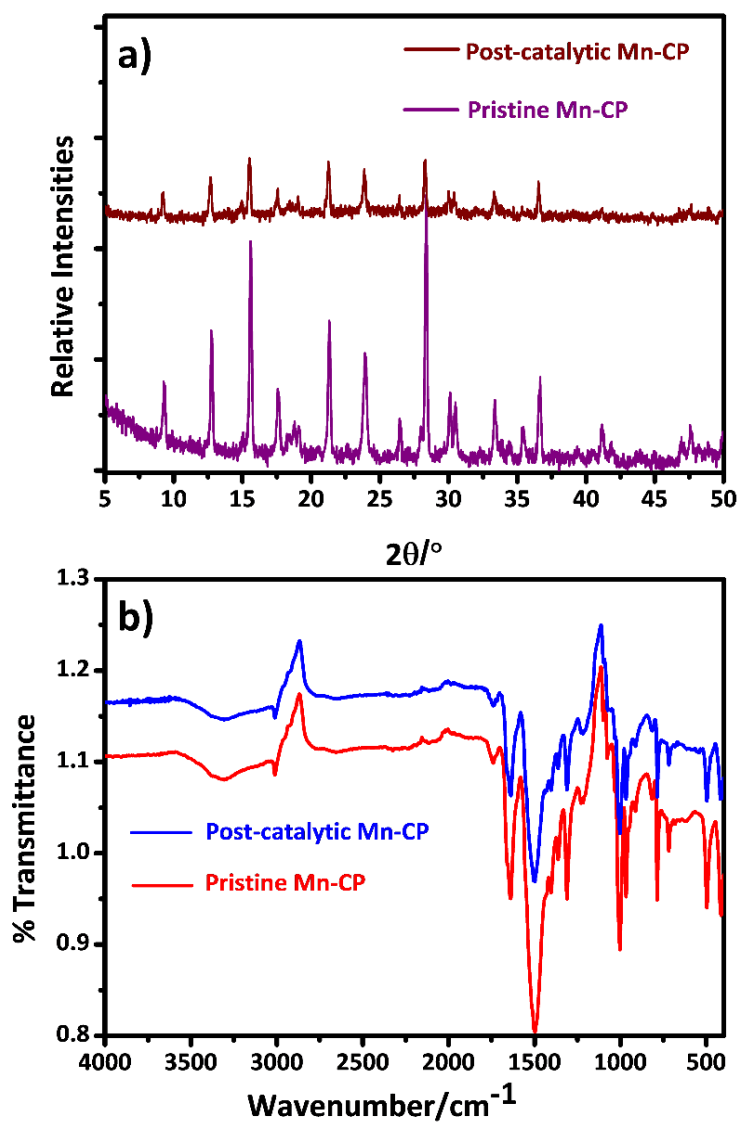 a)
Post-catalytic Mn-CP
Pristine Mn-CP
Relative Intensities
5 10 15 20 25 30 35 40 45 50
2θ/°
b)
1.3
1.2
1.1
1.0
0.9
0.8
Post-catalytic Mn-CP
Pristine Mn-CP
% Transmittance
4000 3500 3000 2500 2000 1500 1000 500
Wavenumber/cm⁻¹